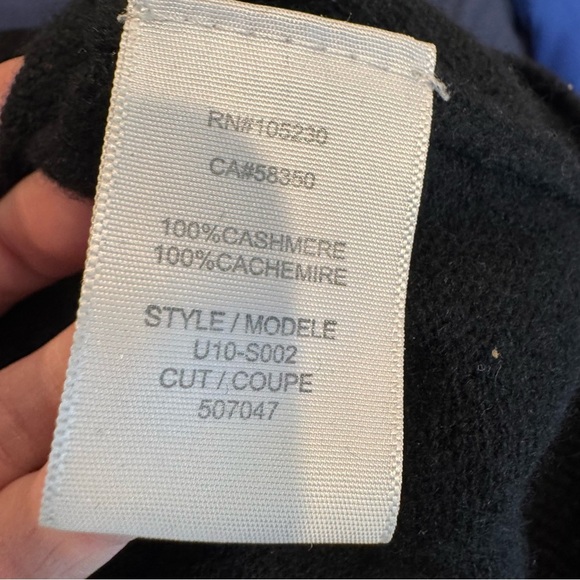 RN#105230
CA#58350
100%CASHMERE
100%CACHEMIRE
STYLE / MODELE
U10-S002
CUT / COUPE
507047